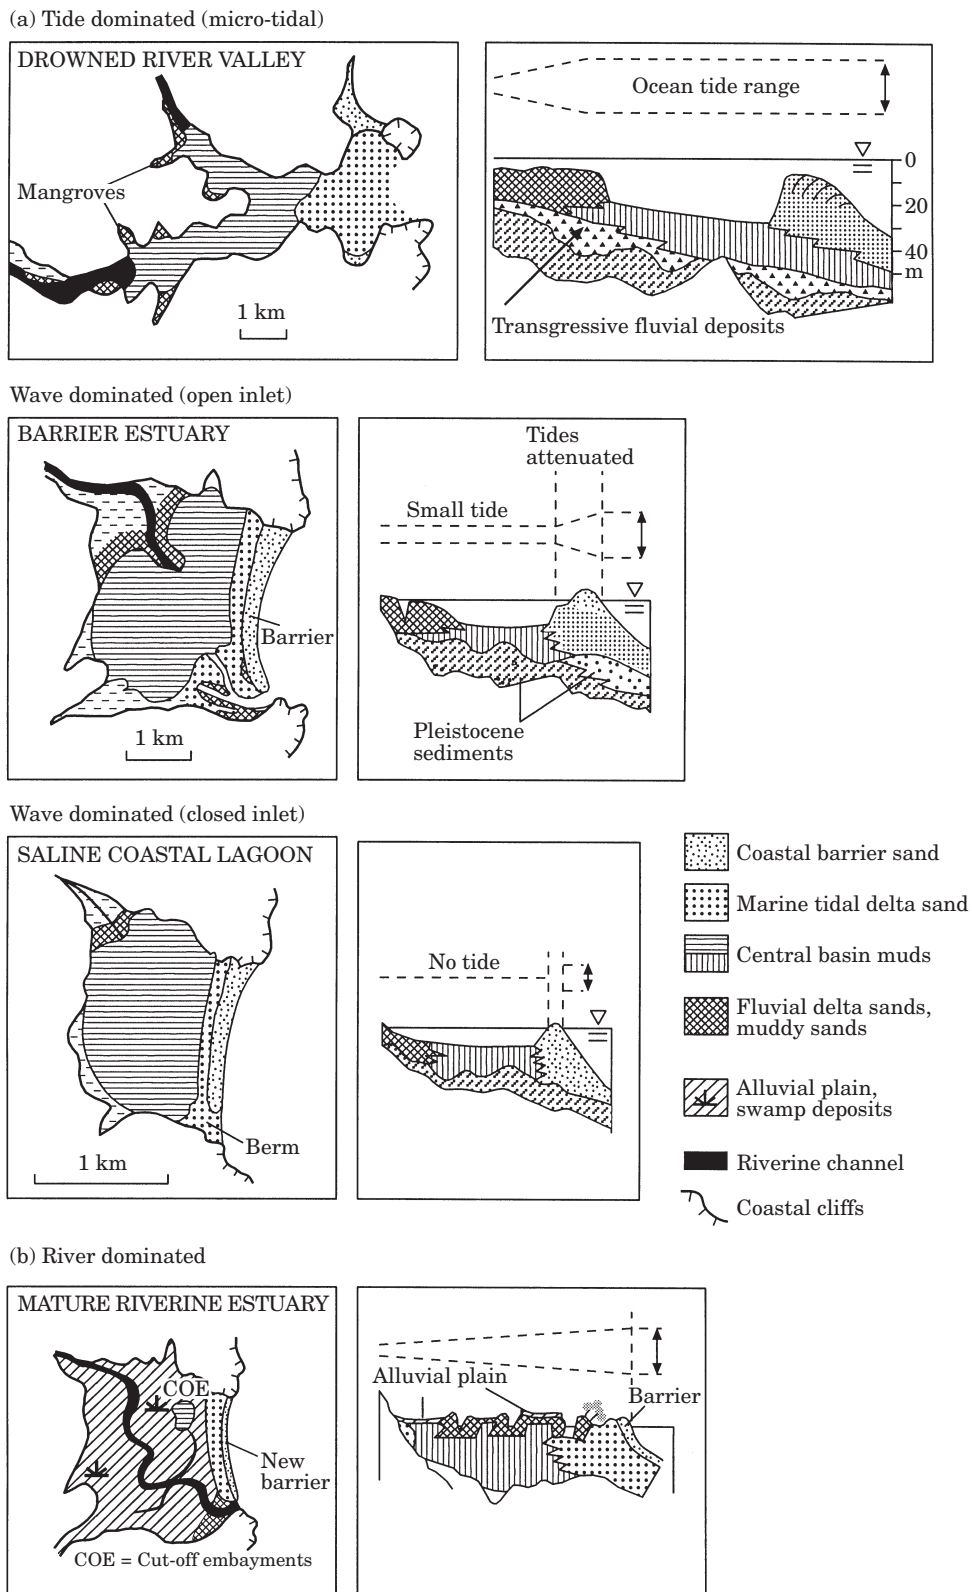 (a) Tide dominated (micro-tidal)
DROWNED RIVER VALLEY
Mangroves
1 km
Ocean tide range
0
20
40
m
Transgressive fluvial deposits
Wave dominated (open inlet)
BARRIER ESTUARY
Barrier
1 km
Tides
attenuated
Small tide
Pleistocene
sediments
Wave dominated (closed inlet)
SALINE COASTAL LAGOON
Berm
1 km
No tide
Coastal barrier sand
Marine tidal delta sand
Central basin muds
Fluvial delta sands,
muddy sands
Alluvial plain,
swamp deposits
Riverine channel
Coastal cliffs
(b) River dominated
MATURE RIVERINE ESTUARY
COE
New
barrier
COE = Cut-off embayments
Alluvial plain
Barrier